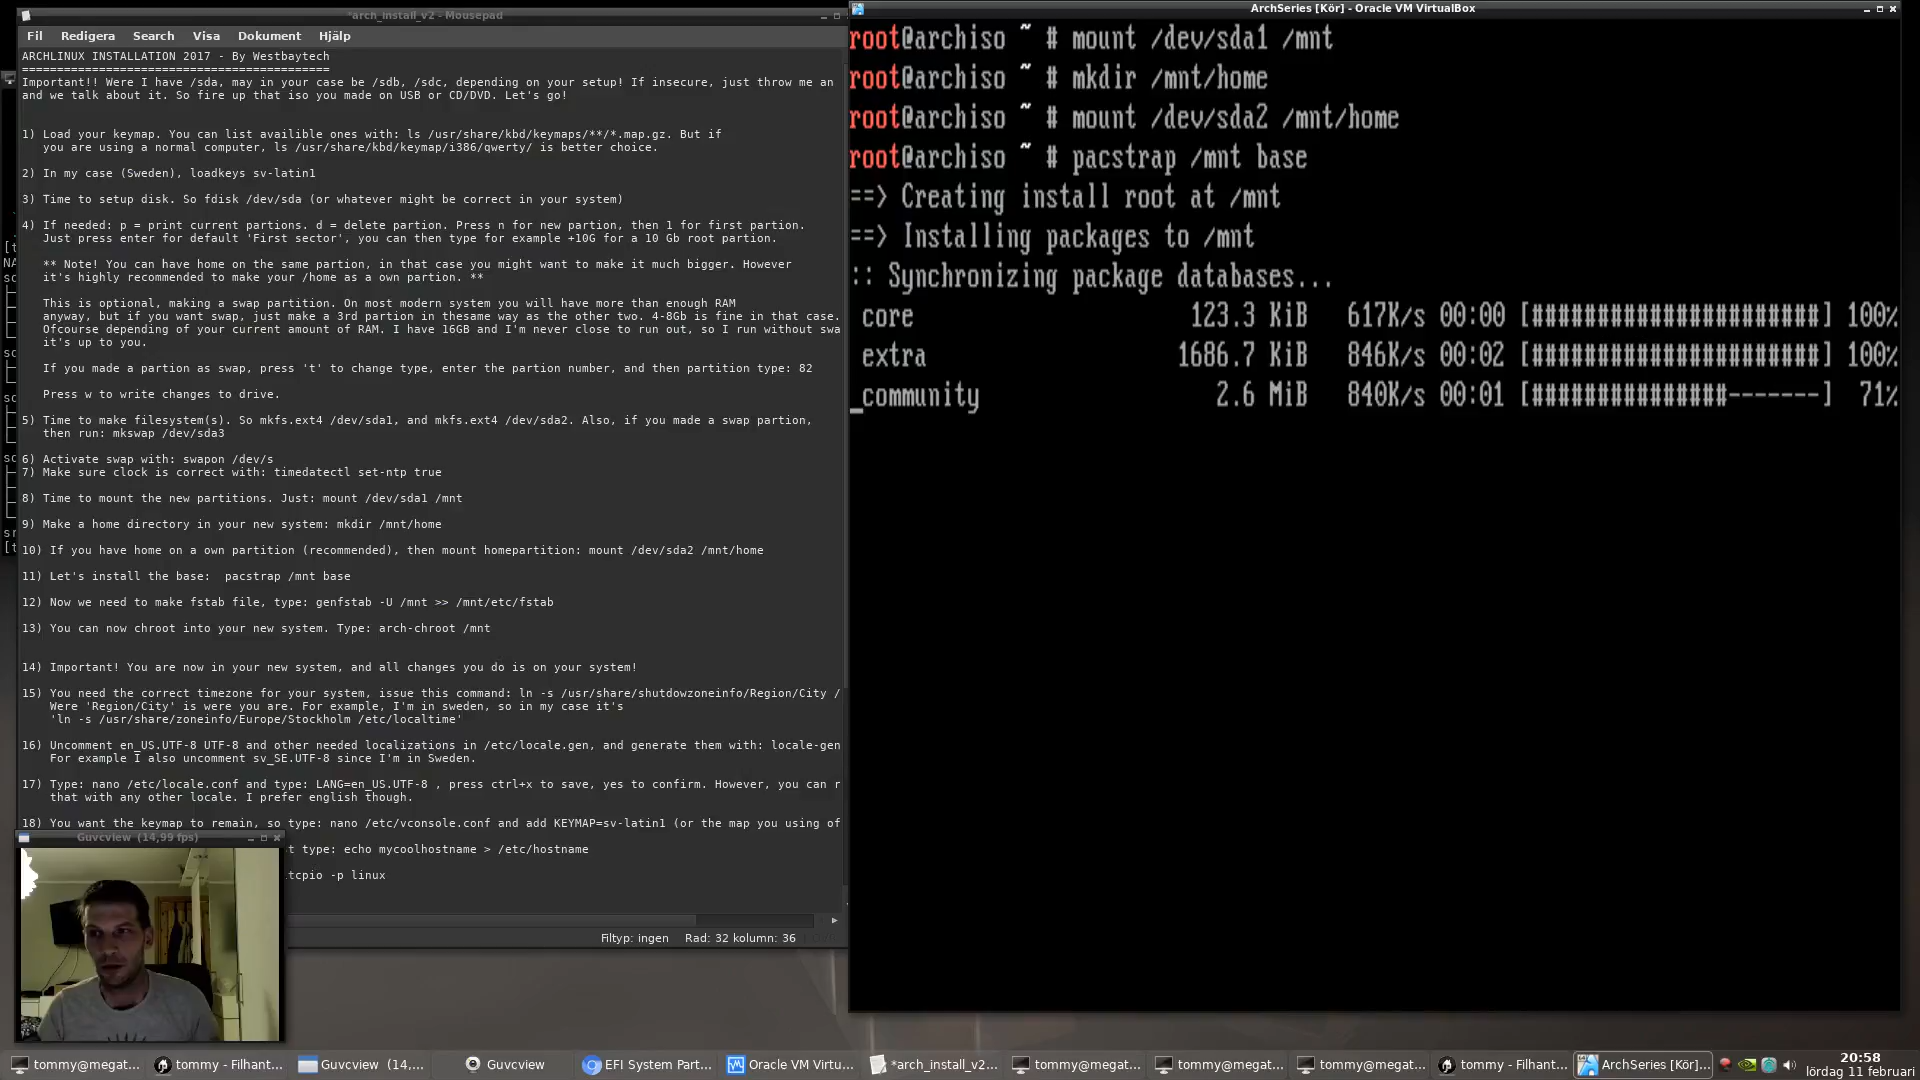 *arch_install_v2 - Mousepad
Fil Redigera Search Visa Dokument Hjälp
ARCHLINUX INSTALLATION 2017 - By Westbaytech
============================================
Important!! Were I have /sda, may in your case be /sdb, /sdc, depending on your setup! If insecure, just throw me an
and we talk about it. So fire up that iso you made on USB or CD/DVD. Let's go!
1) Load your keymap. You can list availible ones with: ls /usr/share/kbd/keymaps/**/*.map.gz. But if
you are using a normal computer, ls /usr/share/kbd/keymap/i386/qwerty/ is better choice.
2) In my case (Sweden), loadkeys sv-latin1
3) Time to setup disk. So fdisk /dev/sda (or whatever might be correct in your system)
4) If needed: p = print current partions. d = delete partion. Press n for new partion, then 1 for first partion.
Just press enter for default 'First sector', you can then type for example +10G for a 10 Gb root partion.
** Note! You can have home on the same partion, in that case you might want to make it much bigger. However
it's highly recommended to make your /home as a own partion. **
This is optional, making a swap partition. On most modern system you will have more than enough RAM
anyway, but if you want swap, just make a 3rd partion in thesame way as the other two. 4-8Gb is fine in that case.
Ofcourse depending of your current amount of RAM. I have 16GB and I'm never close to run out, so I run without swa
it's up to you.
If you made a partion as swap, press 't' to change type, enter the partion number, and then partition type: 82
Press w to write changes to drive.
5) Time to make filesystem(s). So mkfs.ext4 /dev/sda1, and mkfs.ext4 /dev/sda2. Also, if you made a swap partion,
then run: mkswap /dev/sda3
6) Activate swap with: swapon /dev/s
7) Make sure clock is correct with: timedatectl set-ntp true
8) Time to mount the new partitions. Just: mount /dev/sda1 /mnt
9) Make a home directory in your new system: mkdir /mnt/home
10) If you have home on a own partition (recommended), then mount homepartition: mount /dev/sda2 /mnt/home
11) Let's install the base:  pacstrap /mnt base
12) Now we need to make fstab file, type: genfstab -U /mnt >> /mnt/etc/fstab
13) You can now chroot into your new system. Type: arch-chroot /mnt
14) Important! You are now in your new system, and all changes you do is on your system!
15) You need the correct timezone for your system, issue this command: ln -s /usr/share/shutdowzoneinfo/Region/City /
Were 'Region/City' is were you are. For example, I'm in sweden, so in my case it's
'ln -s /usr/share/zoneinfo/Europe/Stockholm /etc/localtime'
16) Uncomment en_US.UTF-8 UTF-8 and other needed localizations in /etc/locale.gen, and generate them with: locale-gen
For example I also uncomment sv_SE.UTF-8 since I'm in Sweden.
17) Type: nano /etc/locale.conf and type: LANG=en_US.UTF-8 , press ctrl+x to save, yes to confirm. However, you can r
that with any other locale. I prefer english though.
18) You want the keymap to remain, so type: nano /etc/vconsole.conf and add KEYMAP=sv-latin1 (or the map you using of
t type: echo mycoolhostname > /etc/hostname
tcpio -p linux
Filtyp: ingen Rad: 32 kolumn: 36
Guvcview (14,99 fps)
ArchSeries [Kör] - Oracle VM VirtualBox
root@archiso ~ # mount /dev/sda1 /mnt
root@archiso ~ # mkdir /mnt/home
root@archiso ~ # mount /dev/sda2 /mnt/home
root@archiso ~ # pacstrap /mnt base
==> Creating install root at /mnt
==> Installing packages to /mnt
:: Synchronizing package databases...
core 123.3 KiB 617K/s 00:00 [######################] 100%
extra 1686.7 KiB 846K/s 00:02 [######################] 100%
_community 2.6 MiB 840K/s 00:01 [###############-------] 71%
tommy@megat... tommy - Filhant... Guvcview (14,... Guvcview EFI System Part... Oracle VM Virtu... *arch_install_v2... tommy@megat... tommy@megat... tommy@megat... tommy - Filhant... ArchSeries [Kör]... 20:58
lördag 11 februari